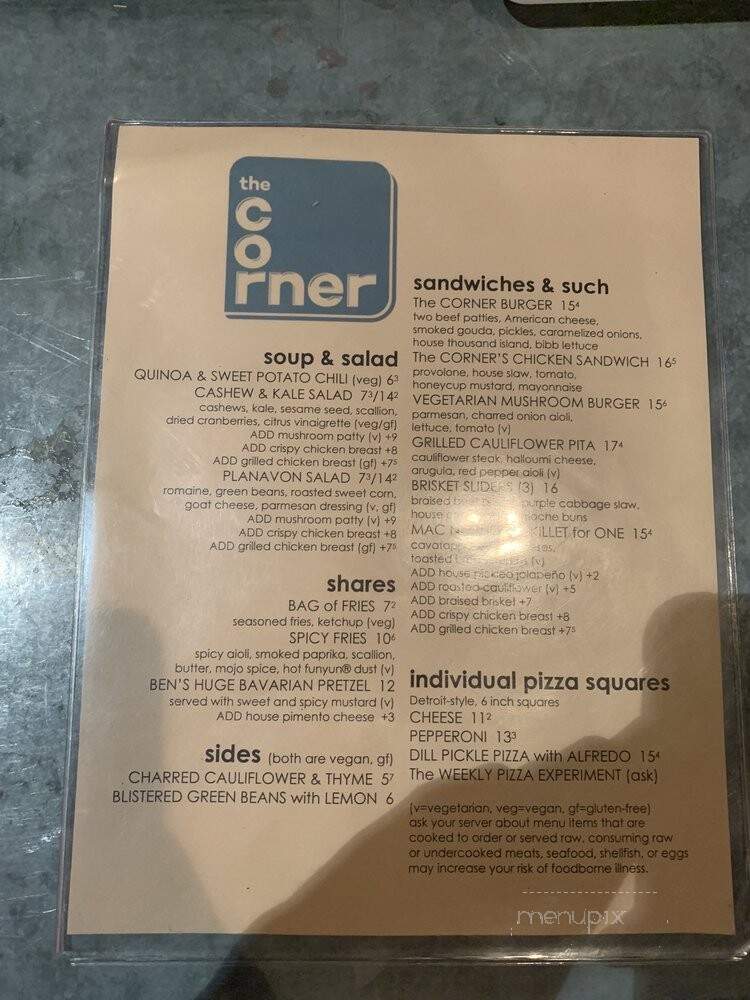 the
corner
soup & salad
QUINOA & SWEET POTATO CHILI (veg) 6³
CASHEW & KALE SALAD 7³/14²
cashews, kale, sesame seed, scallion,
dried cranberries, citrus vinaigrette (veg/gf)
ADD mushroom patty (v) +9
ADD crispy chicken breast +8
ADD grilled chicken breast (gf) +7⁵
PLANAVON SALAD 7³/14²
romaine, green beans, roasted sweet corn,
goat cheese, parmesan dressing (v, gf)
ADD mushroom patty (v) +9
ADD crispy chicken breast +8
ADD grilled chicken breast (gf) +7⁵
shares
BAG of FRIES 7²
seasoned fries, ketchup (veg)
SPICY FRIES 10⁶
spicy aioli, smoked paprika, scallion,
butter, mojo spice, hot funyun® dust (v)
BEN'S HUGE BAVARIAN PRETZEL 12
served with sweet and spicy mustard (v)
ADD house pimento cheese +3
sides (both are vegan, gf)
CHARRED CAULIFLOWER & THYME 5⁷
BLISTERED GREEN BEANS with LEMON 6
sandwiches & such
The CORNER BURGER 15⁴
two beef patties, American cheese,
smoked gouda, pickles, caramelized onions,
house thousand island, bibb lettuce
The CORNER'S CHICKEN SANDWICH 16⁵
provolone, house slaw, tomato,
honeycup mustard, mayonnaise
VEGETARIAN MUSHROOM BURGER 15⁶
parmesan, charred onion aioli,
lettuce, tomato (v)
GRILLED CAULIFLOWER PITA 17⁴
cauliflower steak, halloumi cheese,
arugula, red pepper aioli (v)
BRISKET SLIDERS (3) 16
braised purple cabbage slaw,
house buns
MAC SKILLET for ONE 15⁴
toasted (v)
ADD house pickled jalapeño (v) +2
ADD roasted cauliflower (v) +5
ADD braised brisket +7
ADD crispy chicken breast +8
ADD grilled chicken breast +7⁵
individual pizza squares
Detroit-style, 6 inch squares
CHEESE 11²
PEPPERONI 13³
DILL PICKLE PIZZA with ALFREDO 15⁴
The WEEKLY PIZZA EXPERIMENT (ask)
(v=vegetarian, veg=vegan, gf=gluten-free)
ask your server about menu items that are
cooked to order or served raw. consuming raw
or undercooked meats, seafood, shellfish, or eggs
may increase your risk of foodborne illness.
menupix